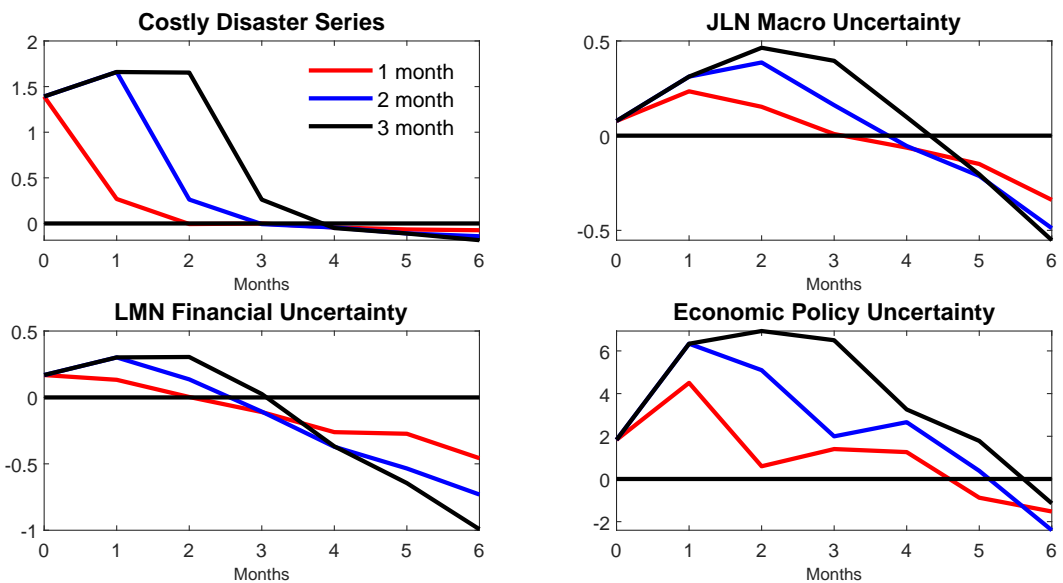 Costly Disaster Series
2
1.5
1
0.5
0
0 1 2 3 4 5 6
Months
1 month
2 month
3 month
JLN Macro Uncertainty
0.5
0
-0.5
0 1 2 3 4 5 6
Months
LMN Financial Uncertainty
0.5
0
-0.5
-1
0 1 2 3 4 5 6
Months
Economic Policy Uncertainty
6
4
2
0
-2
0 1 2 3 4 5 6
Months